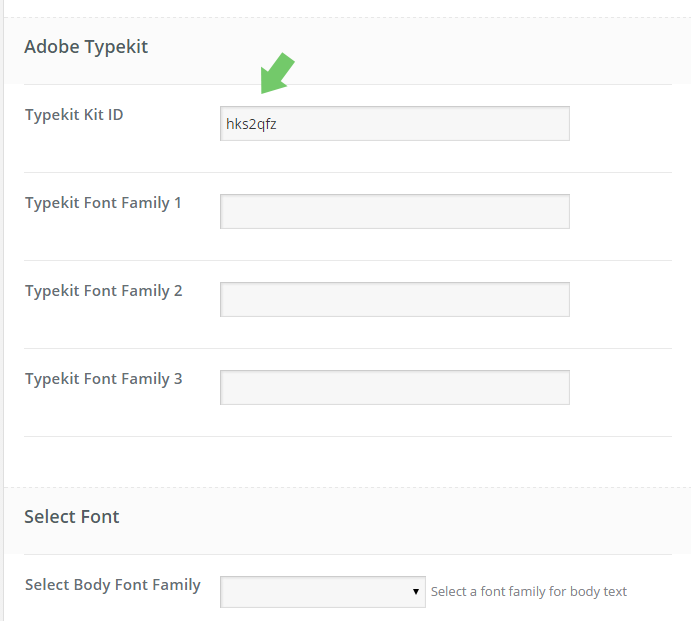 Adobe Typekit
Typekit Kit ID
hks2qfz
Typekit Font Family 1
Typekit Font Family 2
Typekit Font Family 3
Select Font
Select Body Font Family
Select a font family for body text